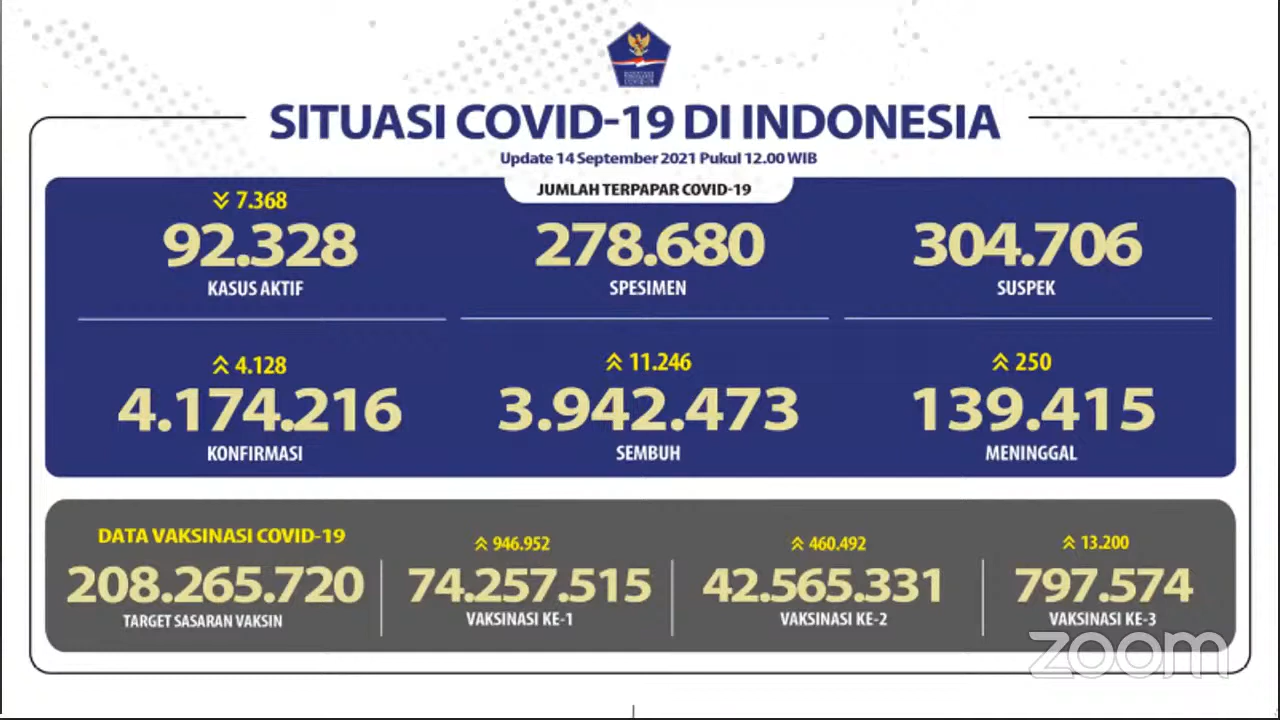 SITUASI COVID-19 DI INDONESIA
Update 14 September 2021 Pukul 12.00 WIB
JUMLAH TERPAPAR COVID-19
7.368
92.328
KASUS AKTIF
278.680
SPESIMEN
304.706
SUSPEK
4.128
4.174.216
KONFIRMASI
11.246
3.942.473
SEMBUH
250
139.415
MENINGGAL
DATA VAKSINASI COVID-19
208.265.720
TARGET SASARAN VAKSIN
946.952
74.257.515
VAKSINASI KE-1
460.492
42.565.331
VAKSINASI KE-2
13.200
797.574
VAKSINASI KE-3
zoom